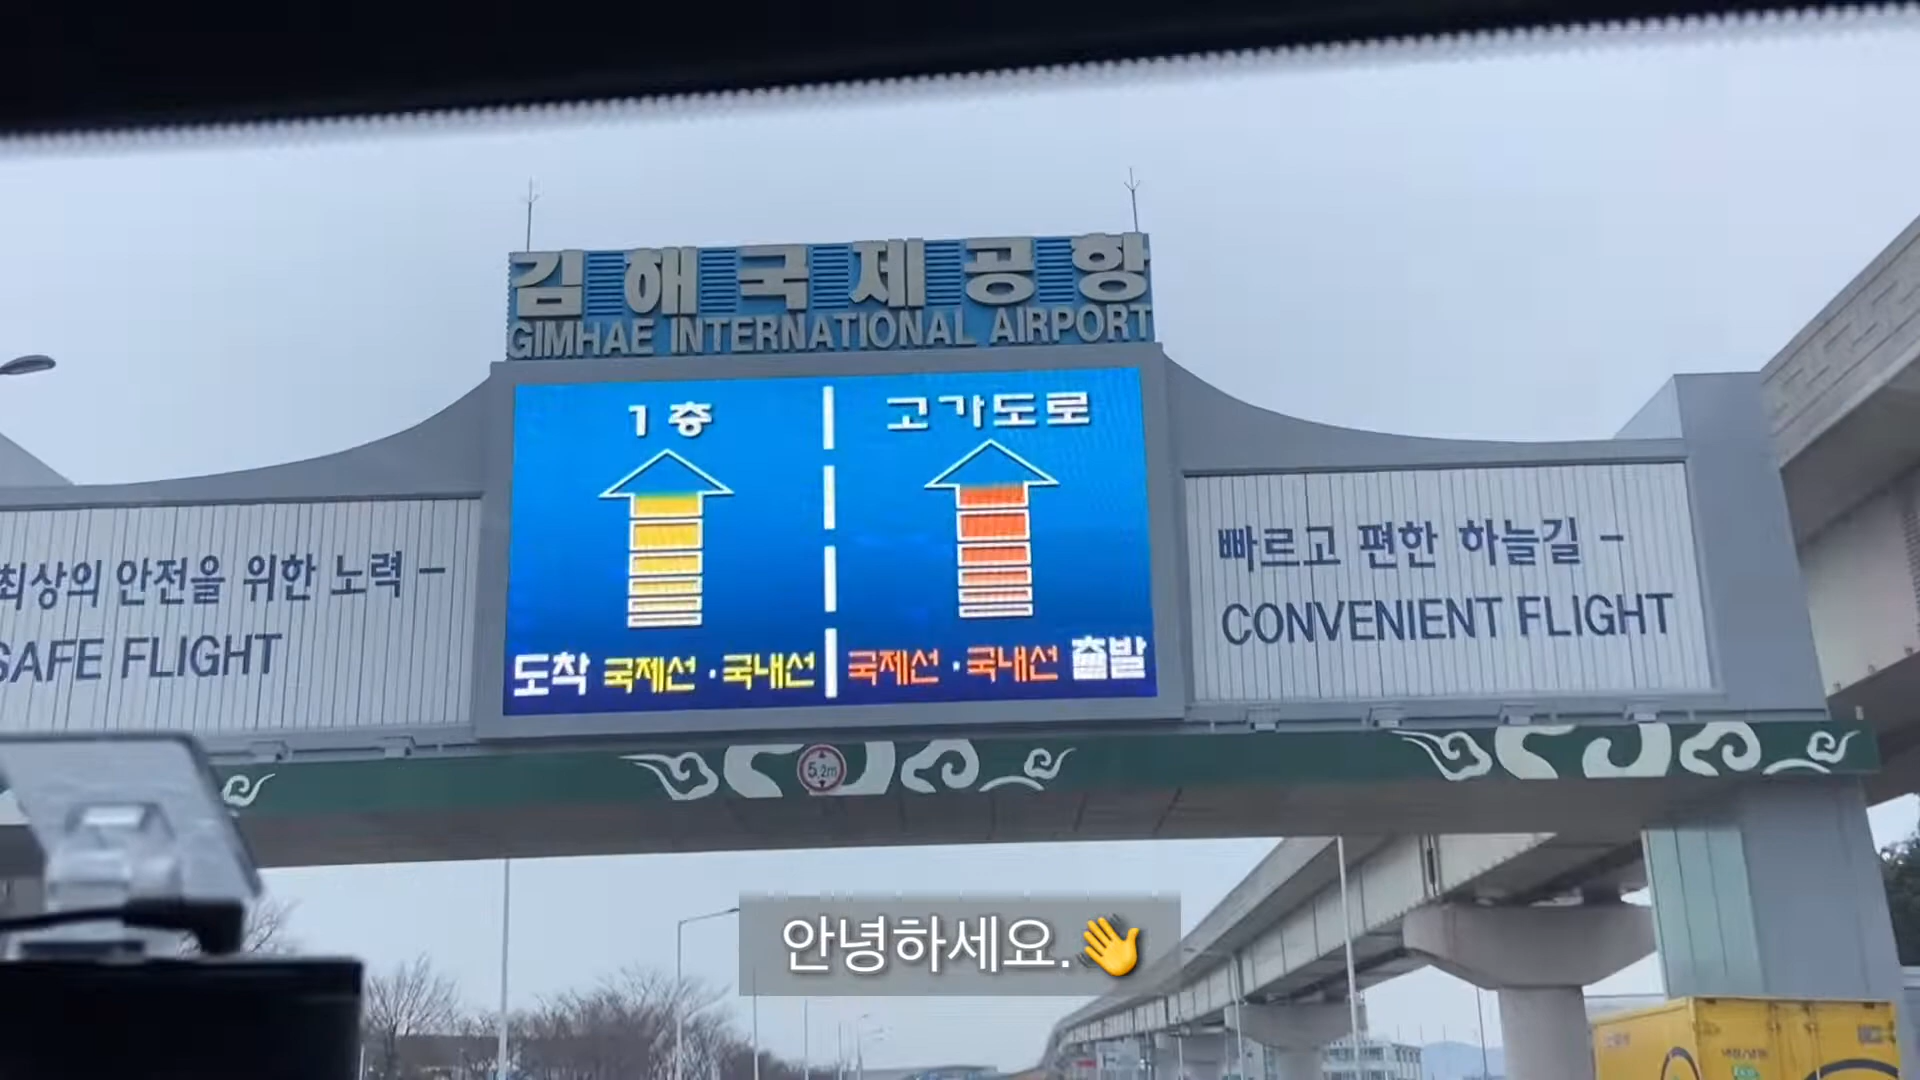 김해국제공항
GIMHAE INTERNATIONAL AIRPORT
1층
고가도로
도착 국제선·국내선
국제선·국내선 출발
최상의 안전을 위한 노력 -
SAFE FLIGHT
빠르고 편한 하늘길 -
CONVENIENT FLIGHT
5.2m
안녕하세요.👋